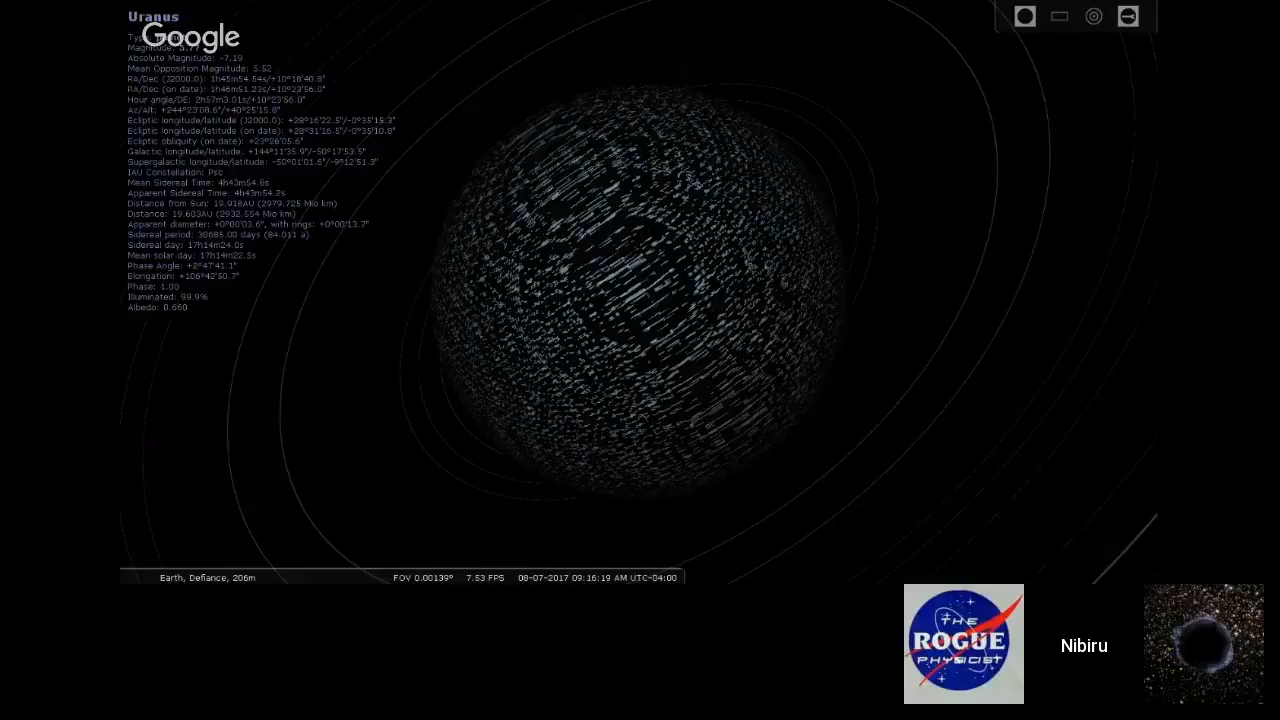 Uranus
Google
Magnitude: 5.77
Absolute Magnitude: -7.19
Mean Opposition Magnitude: 5.52
RA/Dec (J2000.0): 1h45m54.54s/+10°18'40.8"
RA/Dec (on date): 1h46m51.23s/+10°23'56.0"
Hour angle/DE: 2h57m3.01s/+10°23'56.0"
Az/Alt: +244°23'08.6"/+40°25'15.8"
Ecliptic longitude/latitude (J2000.0): +28°16'22.5"/-0°35'15.3"
Ecliptic longitude/latitude (on date): +28°31'16.5"/-0°35'10.8"
Ecliptic obliquity (on date): +23°26'05.6"
Galactic longitude/latitude: +144°11'35.9"/-50°17'53.5"
Supergalactic longitude/latitude: -50°01'01.6"/-9°12'51.3"
IAU Constellation: Psc
Mean Sidereal Time: 4h43m54.8s
Apparent Sidereal Time: 4h43m54.2s
Distance from Sun: 19.918AU (2979.725 Mio km)
Distance: 19.603AU (2932.554 Mio km)
Apparent diameter: +0°00'03.6", with rings: +0°00'13.7"
Sidereal period: 30685.00 days (84.011 a)
Sidereal day: 17h14m24.0s
Mean solar day: 17h14m22.5s
Phase Angle: +2°47'41.1"
Elongation: +106°42'50.7"
Phase: 1.00
Illuminated: 99.9%
Albedo: 0.660
Earth, Defiance, 206m FOV 0.00139° 7.53 FPS 08-07-2017 09:16:19 AM UTC-04:00
THE
ROGUE
PHYSICIST
Nibiru